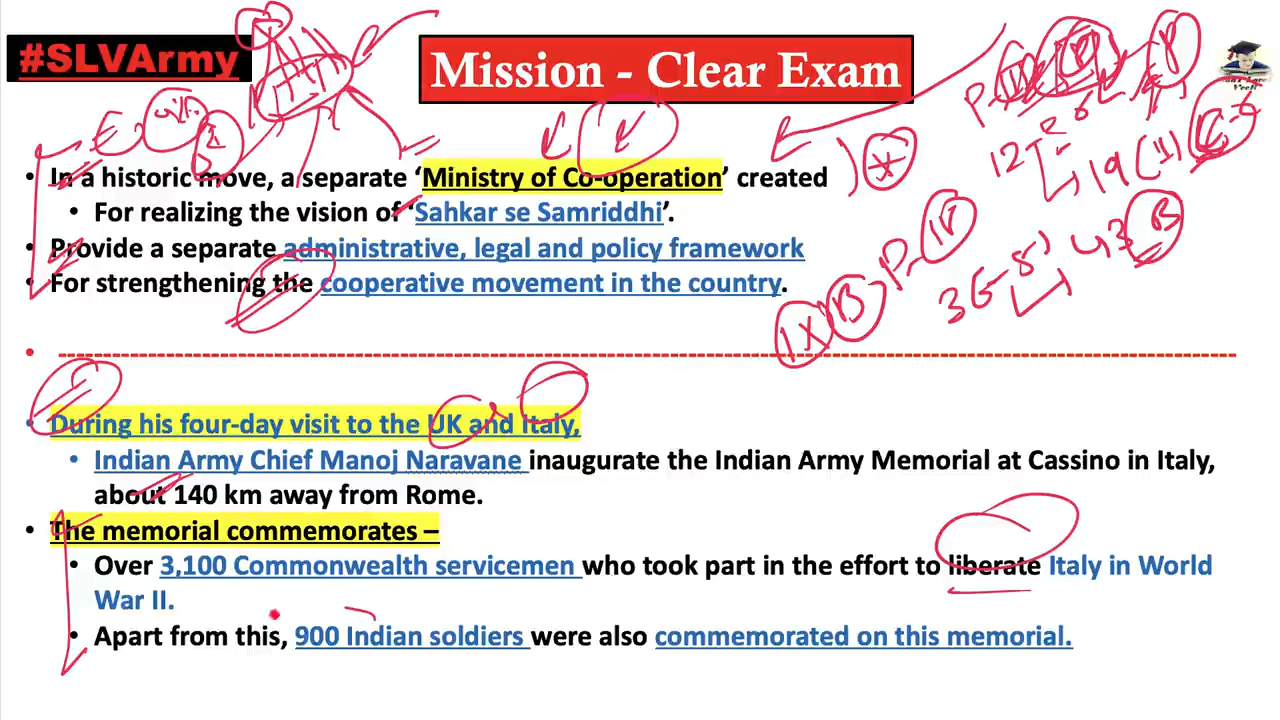 #SLVArmy
Mission - Clear Exam
• In a historic move, a separate ‘Ministry of Co-operation’ created
• For realizing the vision of ‘Sahkar se Samriddhi’.
• Provide a separate administrative, legal and policy framework
• For strengthening the cooperative movement in the country.
• During his four-day visit to the UK and Italy,
• Indian Army Chief Manoj Naravane inaugurate the Indian Army Memorial at Cassino in Italy,
about 140 km away from Rome.
• The memorial commemorates –
• Over 3,100 Commonwealth servicemen who took part in the effort to liberate Italy in World
War II.
• Apart from this, 900 Indian soldiers were also commemorated on this memorial.